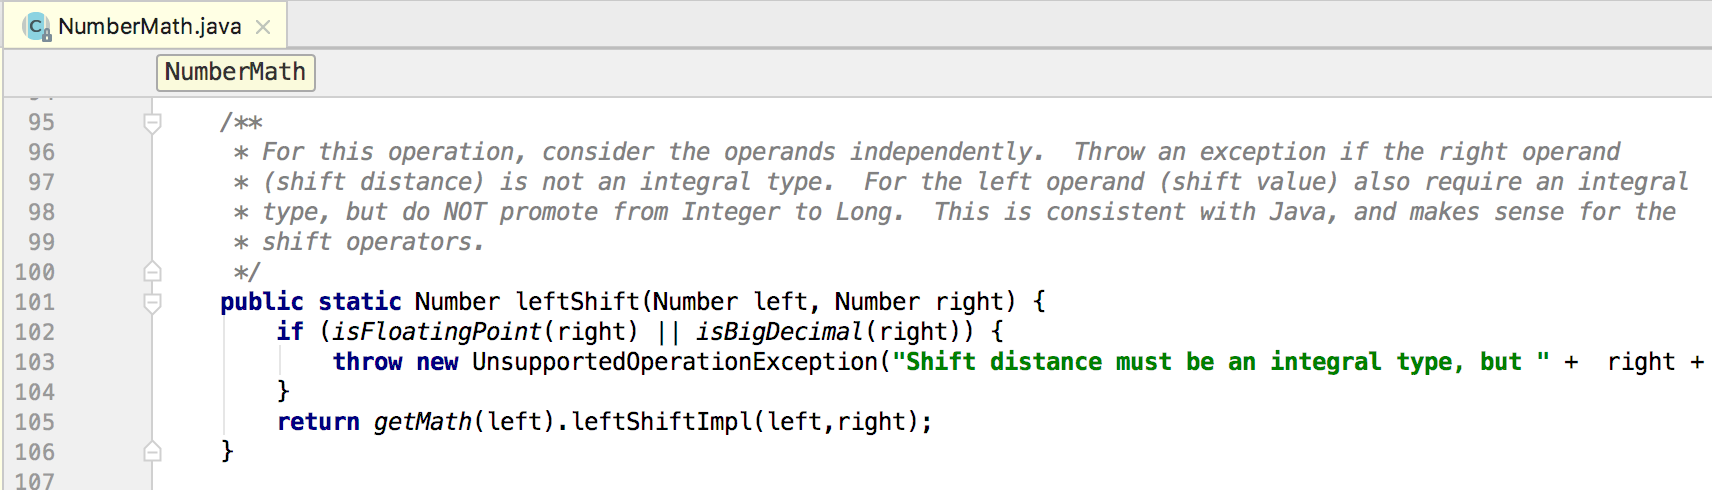 NumberMath.java
NumberMath
95 /**
96 * For this operation, consider the operands independently.  Throw an exception if the right operand
97 * (shift distance) is not an integral type.  For the left operand (shift value) also require an integral
98 * type, but do NOT promote from Integer to Long.  This is consistent with Java, and makes sense for the
99 * shift operators.
100 */
101 public static Number leftShift(Number left, Number right) {
102 if (isFloatingPoint(right) || isBigDecimal(right)) {
103 throw new UnsupportedOperationException("Shift distance must be an integral type, but " +  right +
104 }
105 return getMath(left).leftShiftImpl(left,right);
106 }
107